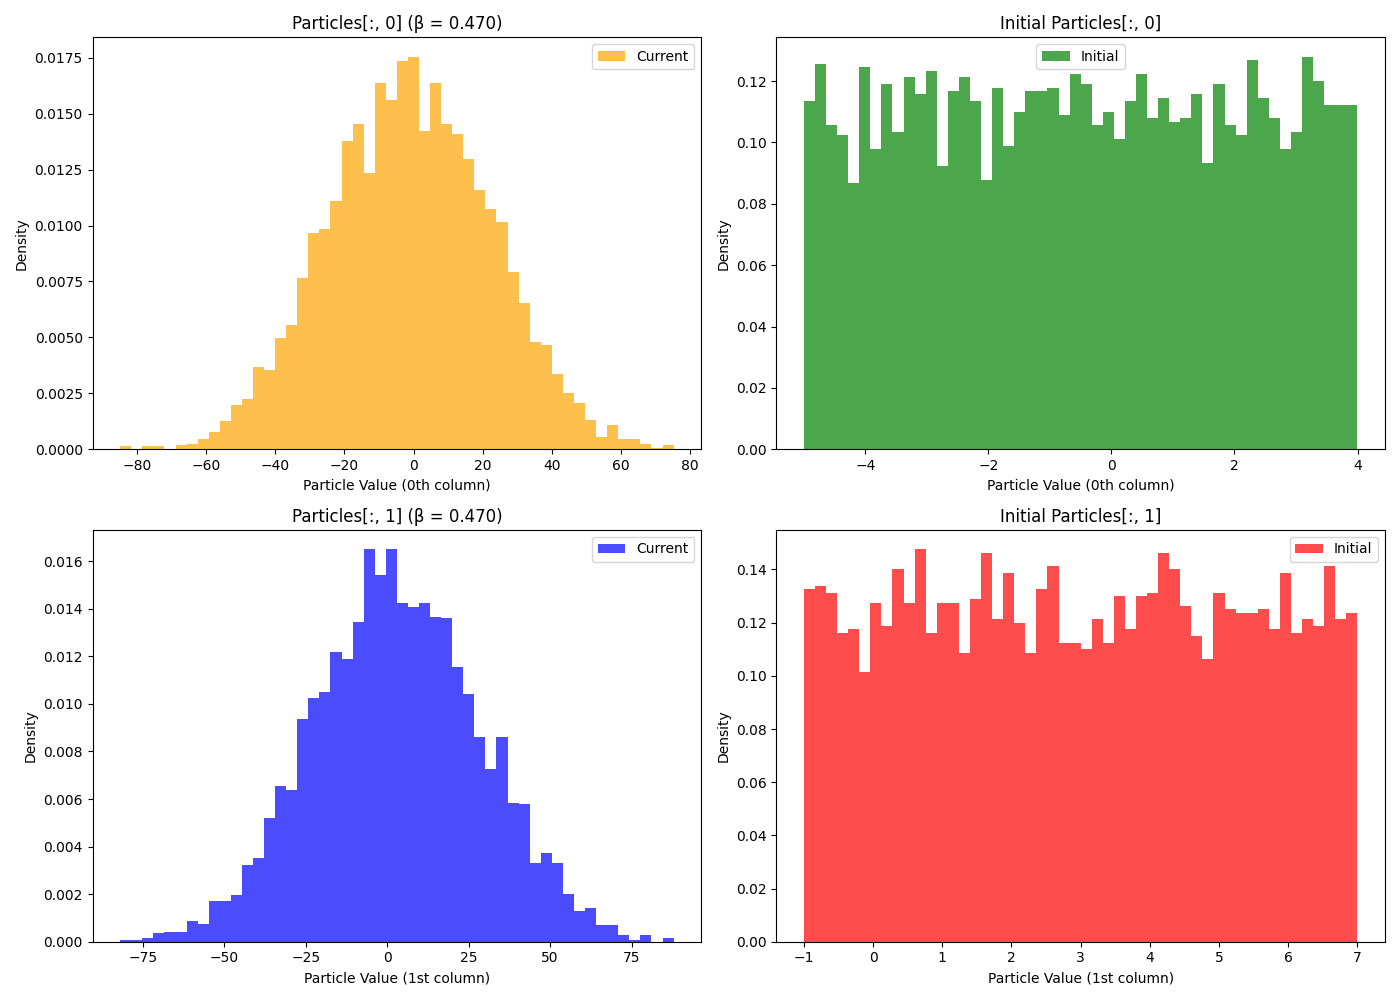 Particles[:, 0] (β = 0.470)
Current
0.0175
0.0150
0.0125
0.0100
0.0075
0.0050
0.0025
0.0000
Density
−80 −60 −40 −20 0 20 40 60 80
Particle Value (0th column)
Initial Particles[:, 0]
Initial
0.12
0.10
0.08
0.06
0.04
0.02
0.00
Density
−4 −2 0 2 4
Particle Value (0th column)
Particles[:, 1] (β = 0.470)
Current
0.016
0.014
0.012
0.010
0.008
0.006
0.004
0.002
0.000
Density
−75 −50 −25 0 25 50 75
Particle Value (1st column)
Initial Particles[:, 1]
Initial
0.14
0.12
0.10
0.08
0.06
0.04
0.02
0.00
Density
−1 0 1 2 3 4 5 6 7
Particle Value (1st column)